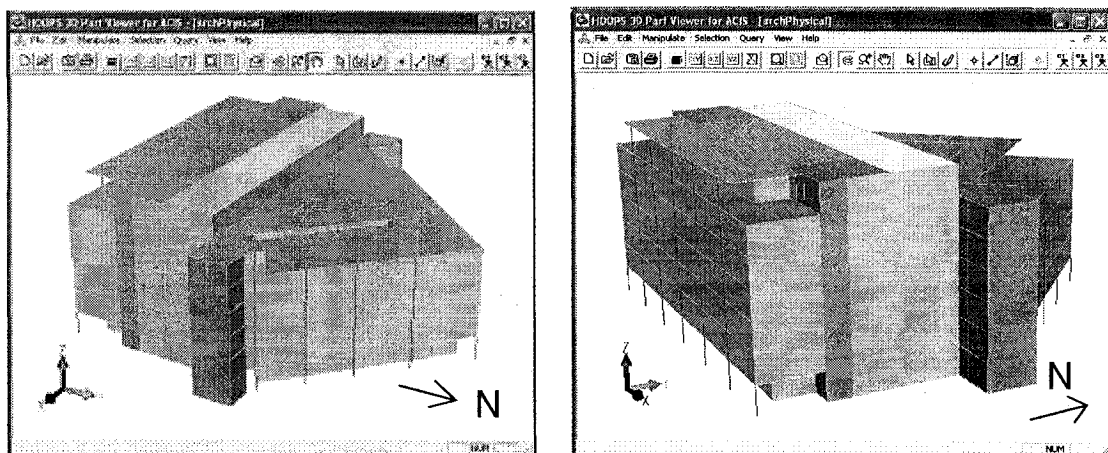 HOOPS 3D Part Viewer for ACIS - [archPhysical]
File Edit Manipulate Selection Query View Help
Z
N
NUM
HOOPS 3D Part Viewer for ACIS - [archPhysical]
File Edit Manipulate Selection Query View Help
Z
X
N
NUM